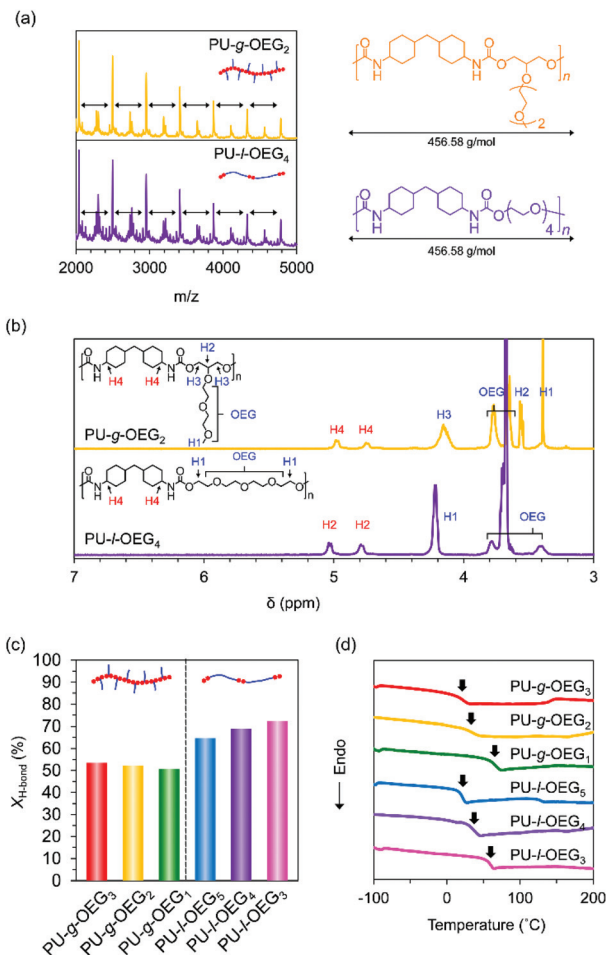 (a)
PU-g-OEG2
PU-l-OEG4
2000 3000 4000 5000
m/z
O
N
H
N
H
O
O
O
O
O
O
2
n
456.58 g/mol
O
N
H
N
H
O
O
O
4
O
n
456.58 g/mol
(b)
O
N
H
H4
H4
N
H
O
O
H2
H3
H3
O
n
O
O
O
H1
OEG
PU-g-OEG2
H4 H4 H3 OEG H2 H1
O
N
H
H4
H4
N
H
O
O
H1
OEG
H1
O
O
O
O
n
PU-l-OEG4
H2 H2 H1 OEG
7 6 5 4 3
δ (ppm)
(c)
XH-bond (%)
100
90
80
70
60
50
40
30
20
10
0
PU-g-OEG3
PU-g-OEG2
PU-g-OEG1
PU-l-OEG5
PU-l-OEG4
PU-l-OEG3
(d)
Endo
PU-g-OEG3
PU-g-OEG2
PU-g-OEG1
PU-l-OEG5
PU-l-OEG4
PU-l-OEG3
-100 0 100 200
Temperature (˚C)